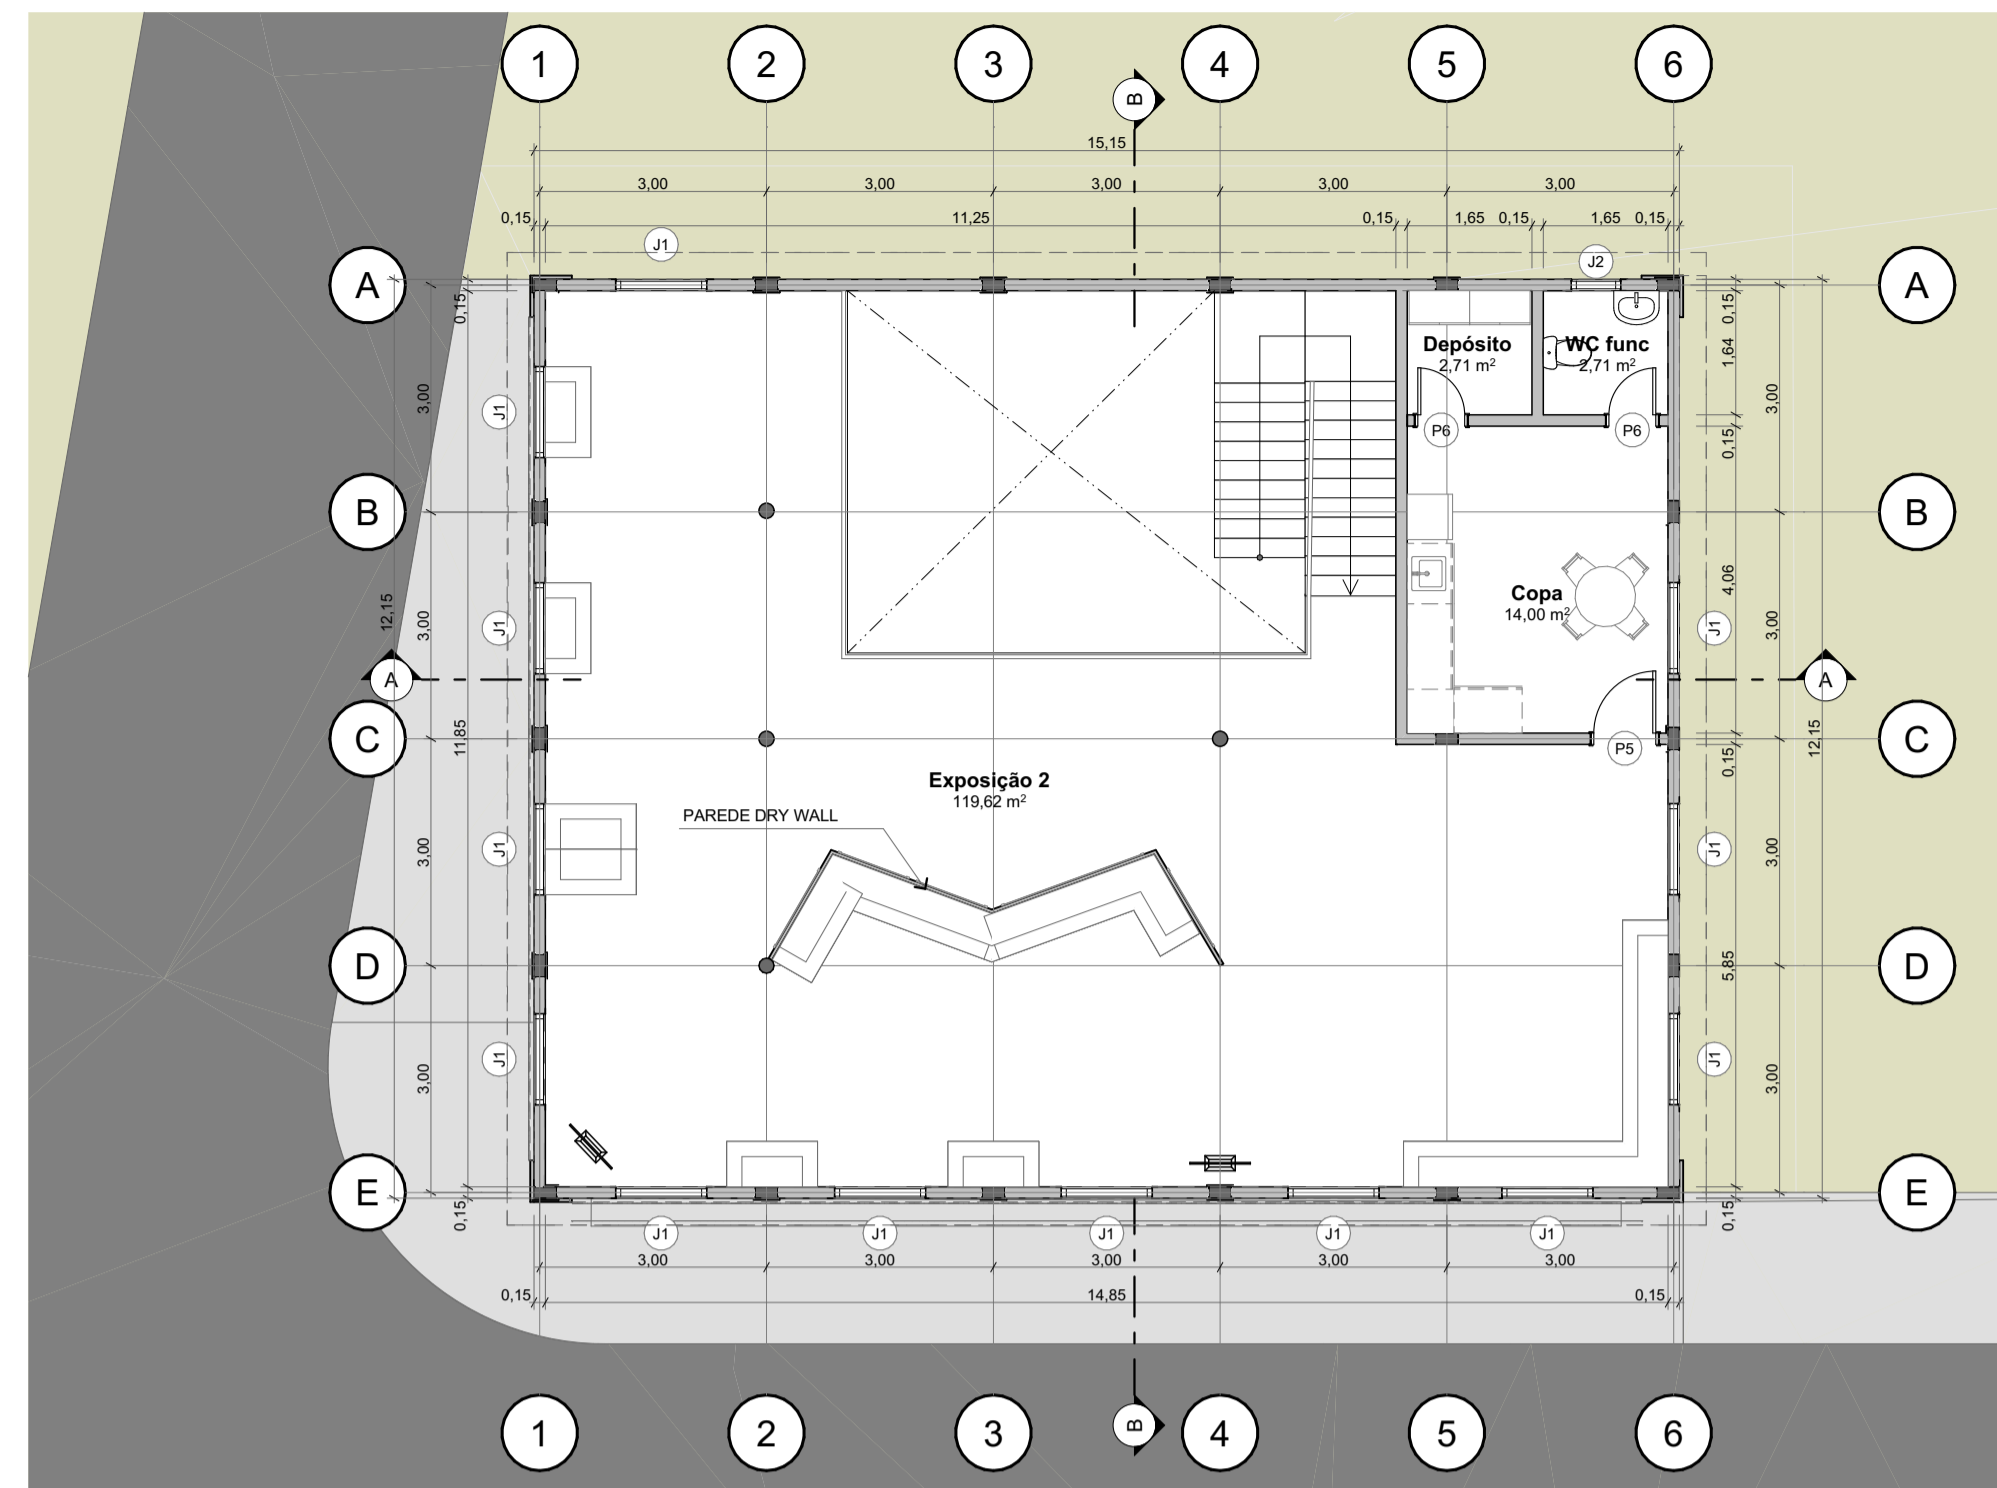 1 2 3 4 5 6
B
15,15
3,00 3,00 3,00 3,00 3,00
0,15 11,25 0,15 1,65 0,15 1,65 0,15
J1 J2
A A
0,15 0,15
Depósito WC func
2,71 m² 2,71 m²
1,64
3,00 3,00
J1
P6 P6
0,15
B B
12,15
3,00
J1
Copa
14,00 m²
4,06
3,00
J1
A A
11,85
C C
12,15
P5
0,15
Exposição 2
119,62 m²
PAREDE DRY WALL
3,00
J1
J1
3,00
D D
5,85
J1 J1
3,00 3,00
E E
0,15 0,15
J1 J1 J1 J1 J1
3,00 3,00 3,00 3,00 3,00
0,15 14,85 0,15
B
1 2 3 4 5 6